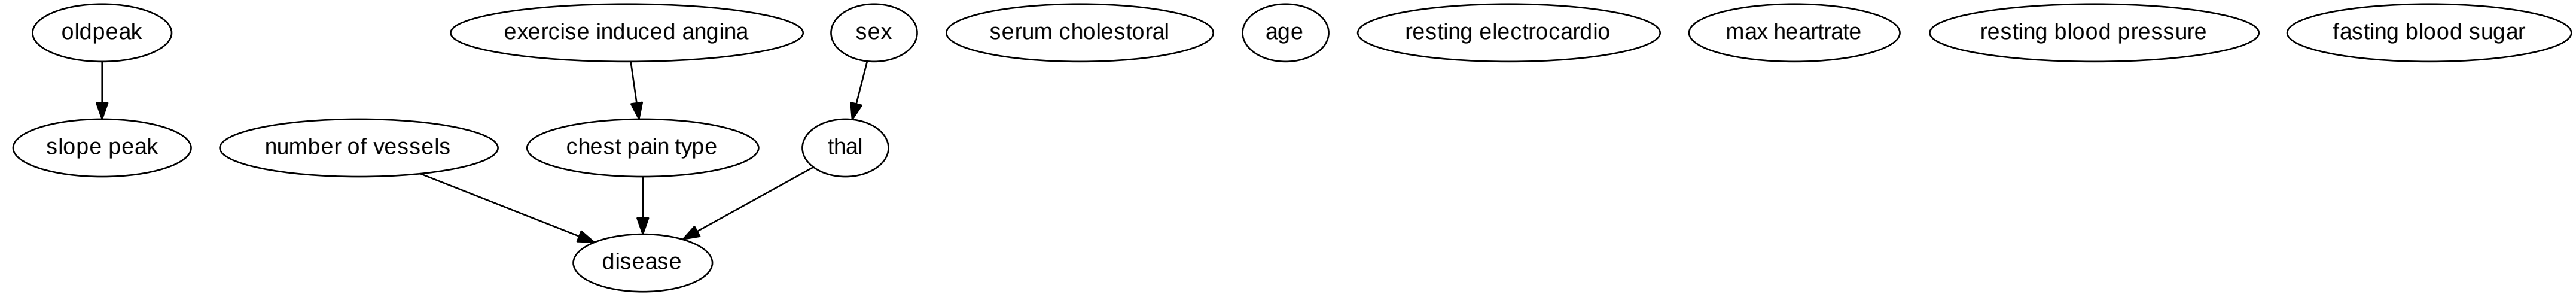 oldpeak
exercise induced angina
sex
serum cholestoral
age
resting electrocardio
max heartrate
resting blood pressure
fasting blood sugar
slope peak
number of vessels
chest pain type
thal
disease